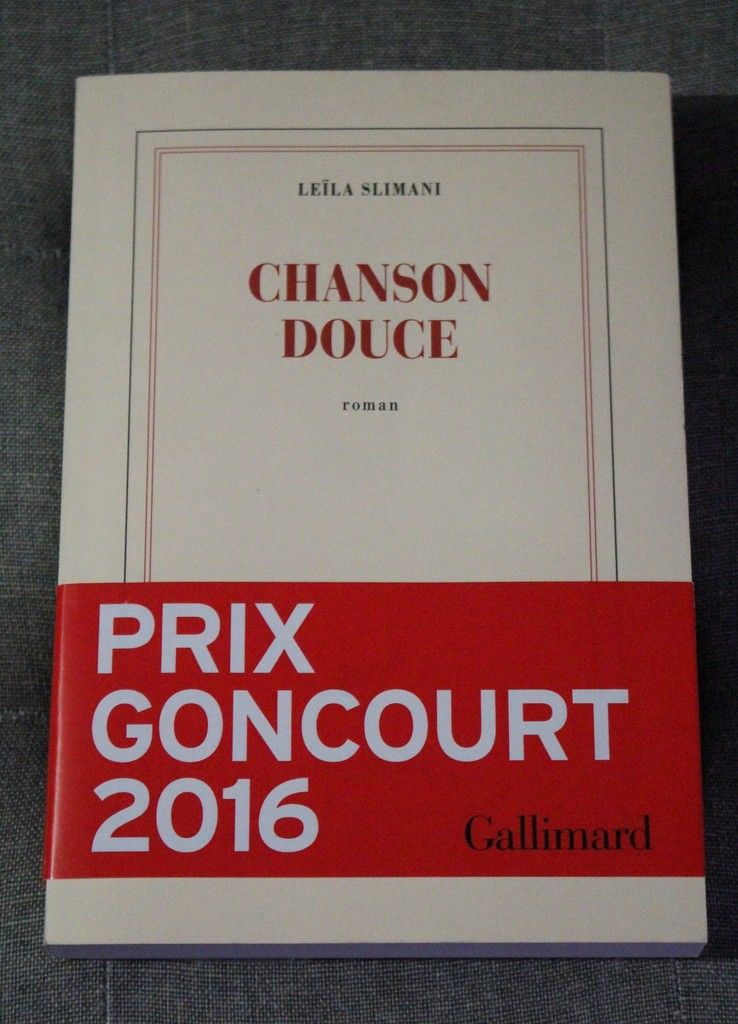 LEÏLA SLIMANI
CHANSON
DOUCE
roman
PRIX
GONCOURT
2016
Gallimard